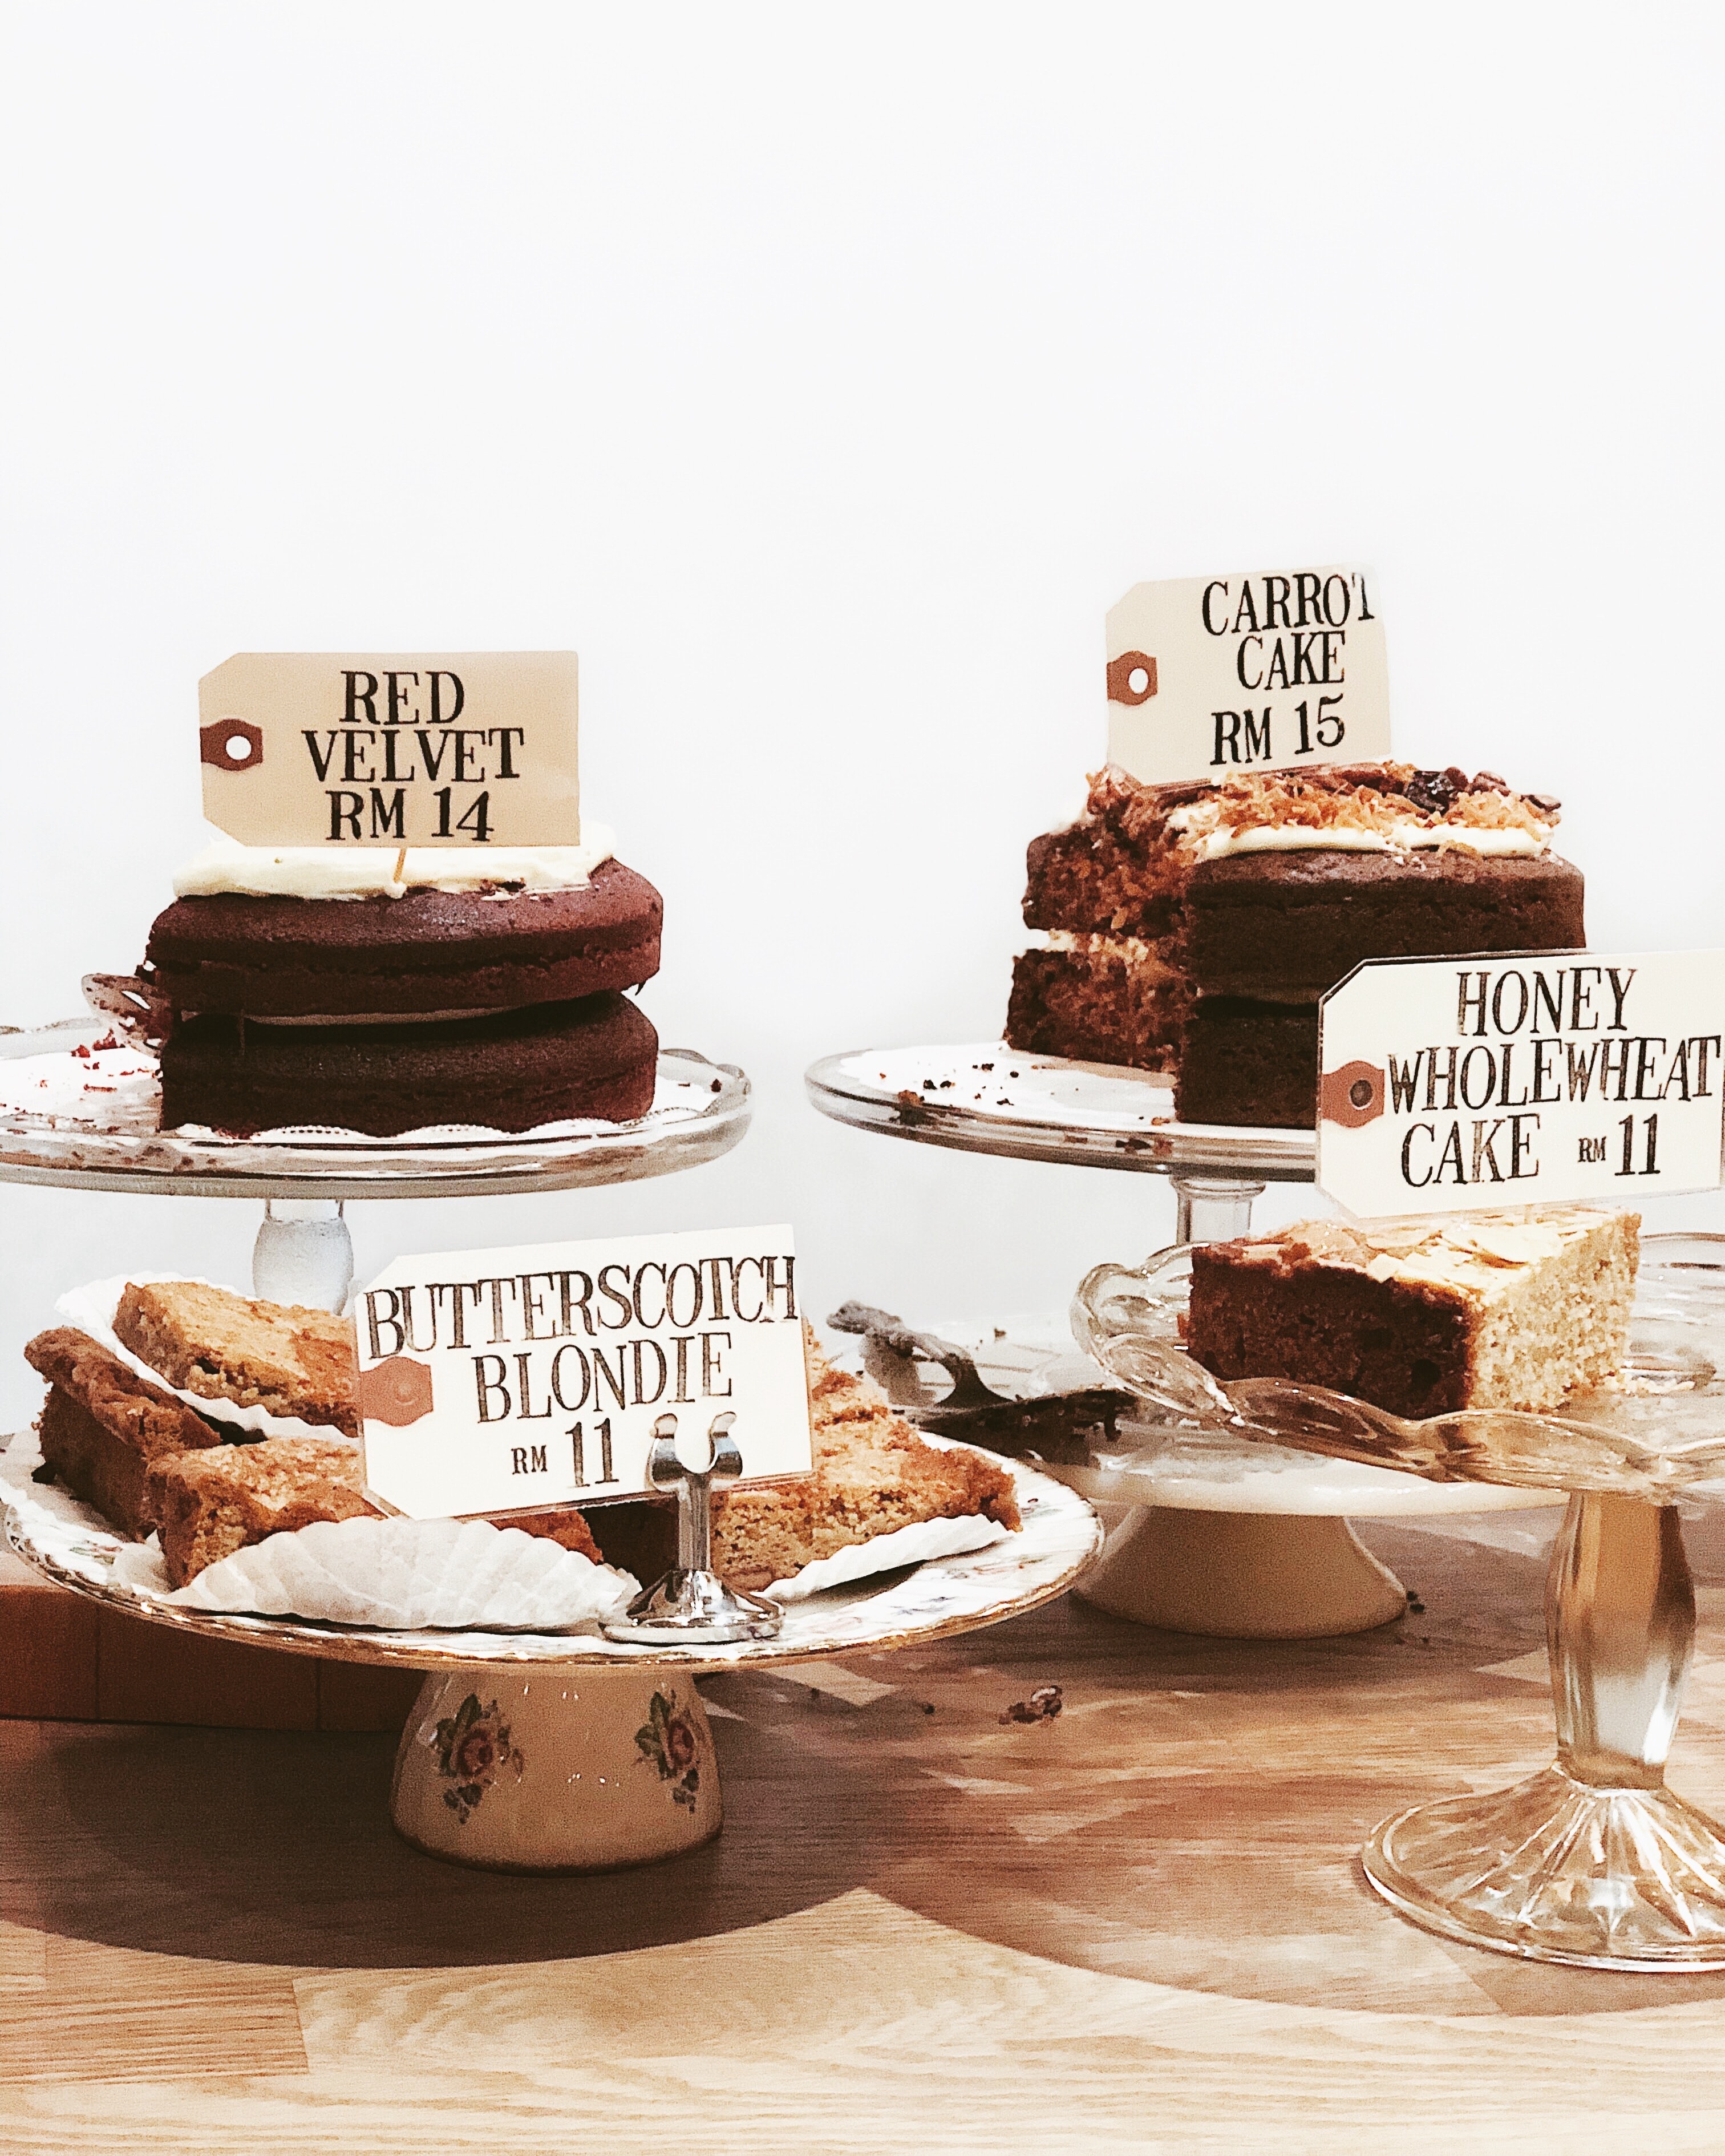 RED
VELVET
RM 14
CARROT
CAKE
RM 15
HONEY
WHOLEWHEAT
CAKE RM 11
BUTTERSCOTCH
BLONDIE
RM 11